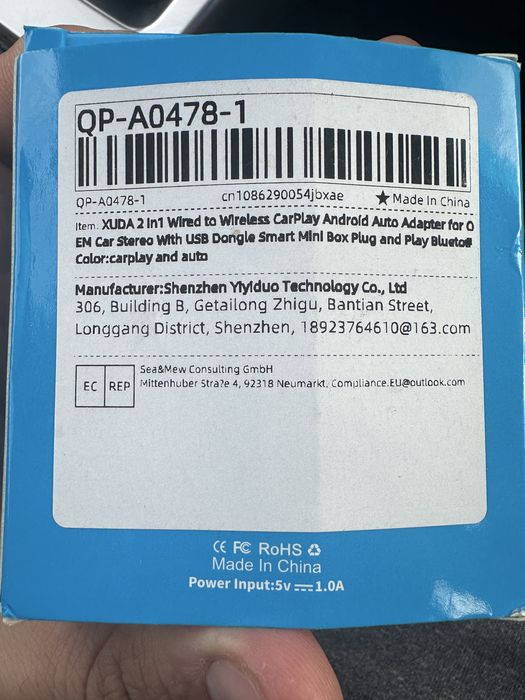 QP-A0478-1
QP-A0478-1 cn1086290054jbxae ★ Made In China
Item: XUDA 2 in1 Wired to Wireless CarPlay Android Auto Adapter for O
EN Car Stereo With USB Dongle Smart Mini Box Plug and Play Bluetoo
Color:carplay and auto
Manufacturer:Shenzhen Yiyiduo Technology Co., Ltd
306, Building B, Getailong Zhigu, Bantian Street,
Longgang District, Shenzhen, 18923764610@163.com
EC REP
Sea&Mew Consulting GmbH
Mittenhuber Stra?e 4, 92318 Neumarkt, Compliance.EU@outlook.com
CE FC RoHS
Made In China
Power Input:5v⎓1.0A